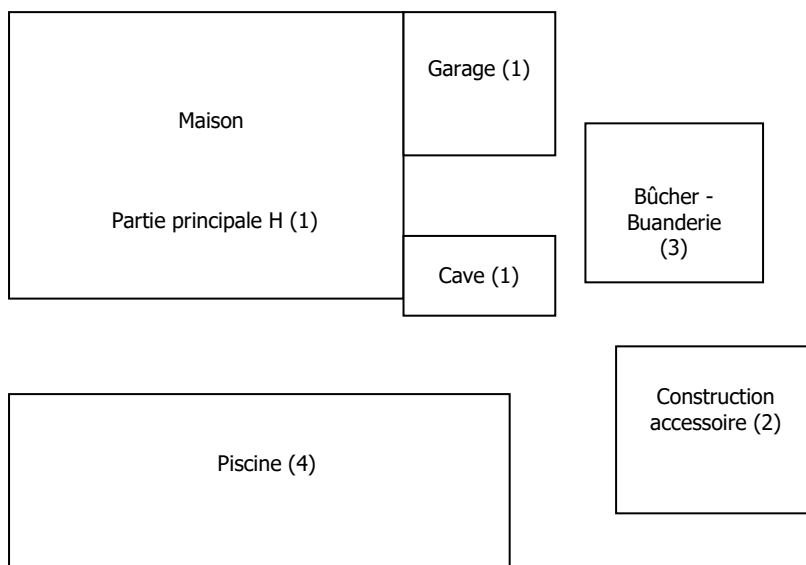 Garage (1)
Maison
Partie principale H (1)
Bûcher -
Buanderie
(3)
Cave (1)
Construction
accessoire (2)
Piscine (4)